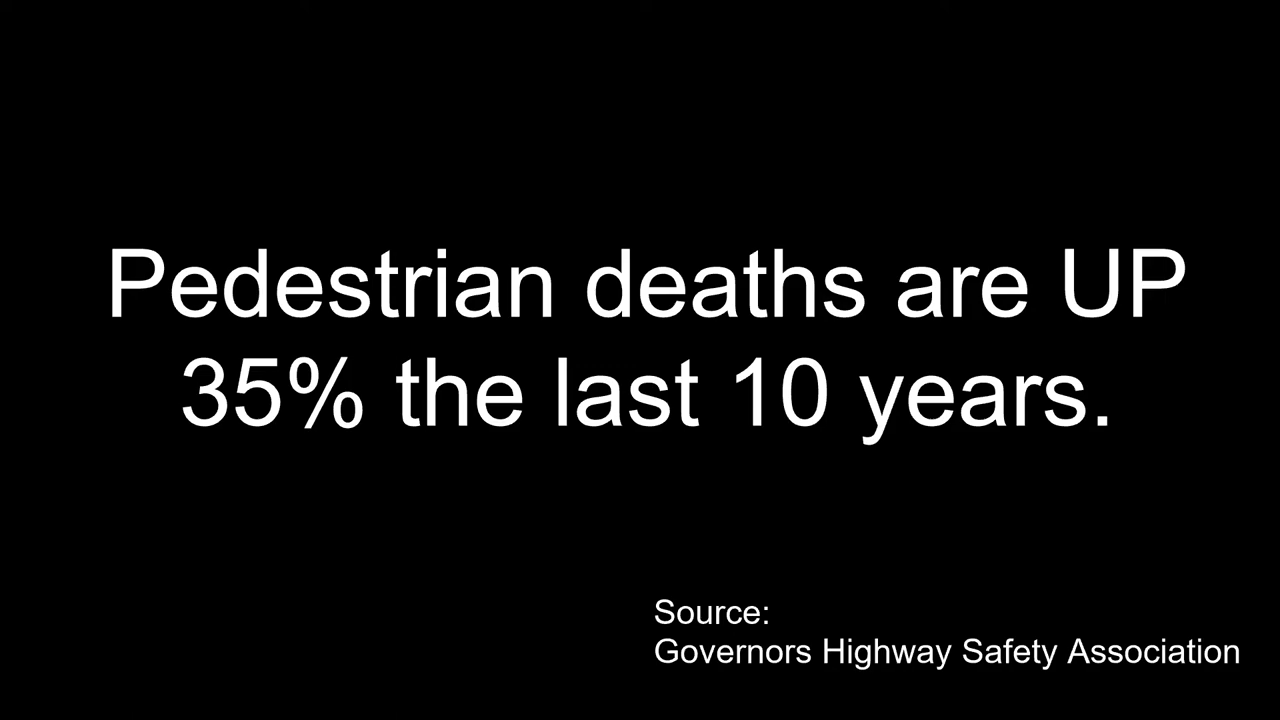 Pedestrian deaths are UP
35% the last 10 years.
Source:
Governors Highway Safety Association